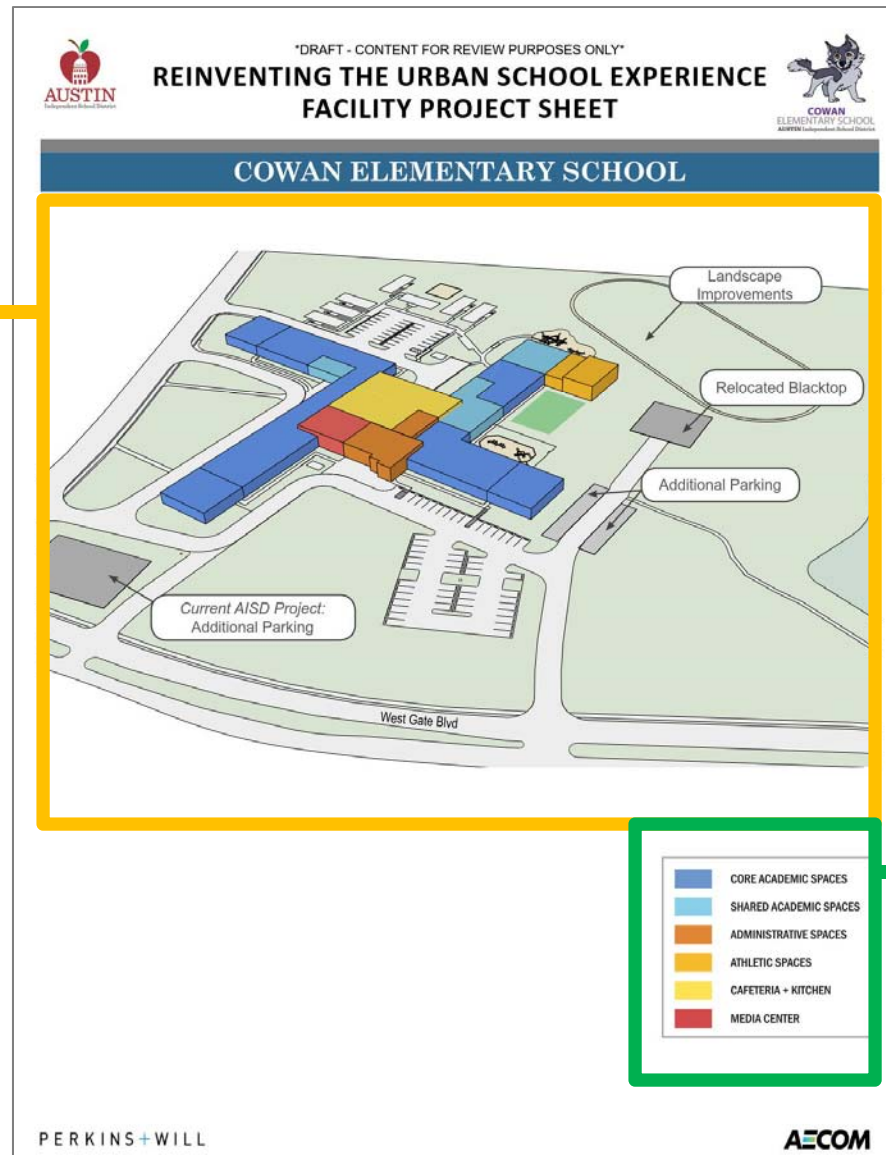 *DRAFT - CONTENT FOR REVIEW PURPOSES ONLY*
REINVENTING THE URBAN SCHOOL EXPERIENCE
FACILITY PROJECT SHEET
AUSTIN
Independent School District
COWAN
ELEMENTARY SCHOOL
AUSTIN Independent School District
COWAN ELEMENTARY SCHOOL
Landscape
Improvements
Relocated Blacktop
Additional Parking
Current AISD Project:
Additional Parking
West Gate Blvd
CORE ACADEMIC SPACES
SHARED ACADEMIC SPACES
ADMINISTRATIVE SPACES
ATHLETIC SPACES
CAFETERIA + KITCHEN
MEDIA CENTER
PERKINS+WILL
AECOM